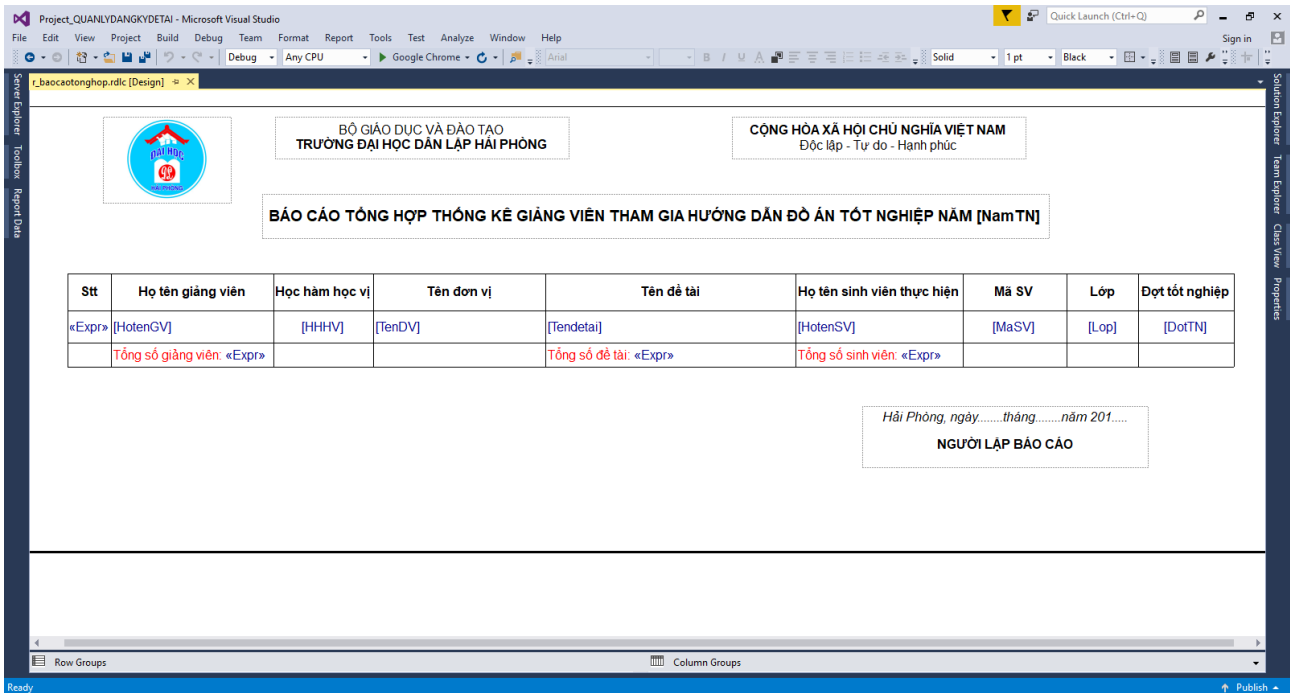 Project_QUANLYDANGKYDETAI - Microsoft Visual Studio
Quick Launch (Ctrl+Q)
File Edit View Project Build Debug Team Format Report Tools Test Analyze Window Help
Sign in
Debug Any CPU Google Chrome Arial B I U A Solid 1 pt Black
r_baocaotonghop.rdlc [Design]
Server Explorer
Toolbox
Report Data
Solution Explorer
Team Explorer
Class View
Properties
ĐẠI HỌC
98
HẢI PHÒNG
BỘ GIÁO DỤC VÀ ĐÀO TẠO
TRƯỜNG ĐẠI HỌC DÂN LẬP HẢI PHÒNG
CỘNG HÒA XÃ HỘI CHỦ NGHĨA VIỆT NAM
Độc lập - Tự do - Hạnh phúc
BÁO CÁO TỔNG HỢP THỐNG KÊ GIẢNG VIÊN THAM GIA HƯỚNG DẪN ĐỒ ÁN TỐT NGHIỆP NĂM [NamTN]
Stt Họ tên giảng viên Học hàm học vị Tên đơn vị Tên đề tài Họ tên sinh viên thực hiện Mã SV Lớp Đợt tốt nghiệp
«Expr» [HotenGV] [HHHV] [TenDV] [Tendetai] [HotenSV] [MaSV] [Lop] [DotTN]
Tổng số giảng viên: «Expr» Tổng số đề tài: «Expr» Tổng số sinh viên: «Expr»
Hải Phòng, ngày........tháng........năm 201.....
NGƯỜI LẬP BÁO CÁO
Row Groups Column Groups
Ready Publish